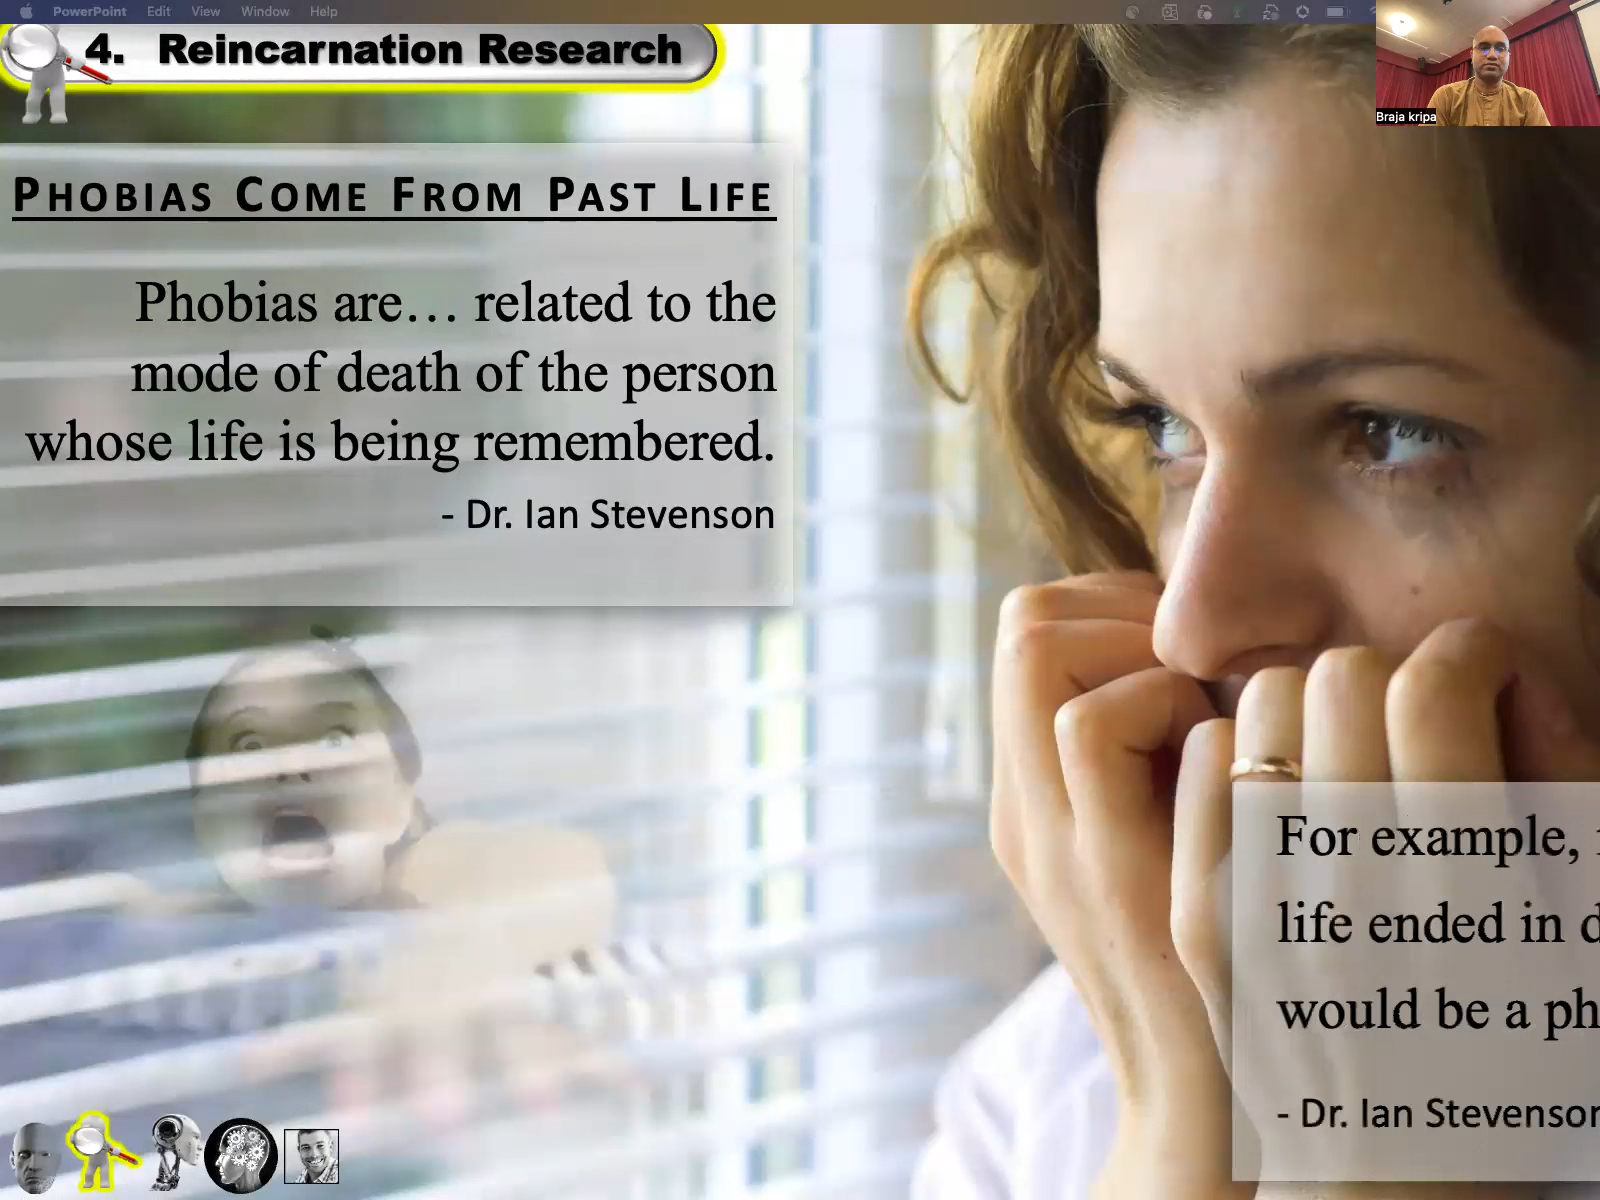 PowerPoint Edit View Window Help
4. Reincarnation Research
Braja kripa
PHOBIAS COME FROM PAST LIFE
Phobias are… related to the
mode of death of the person
whose life is being remembered.
- Dr. Ian Stevenson
For example,
life ended in
would be a
- Dr. Ian Stevenson